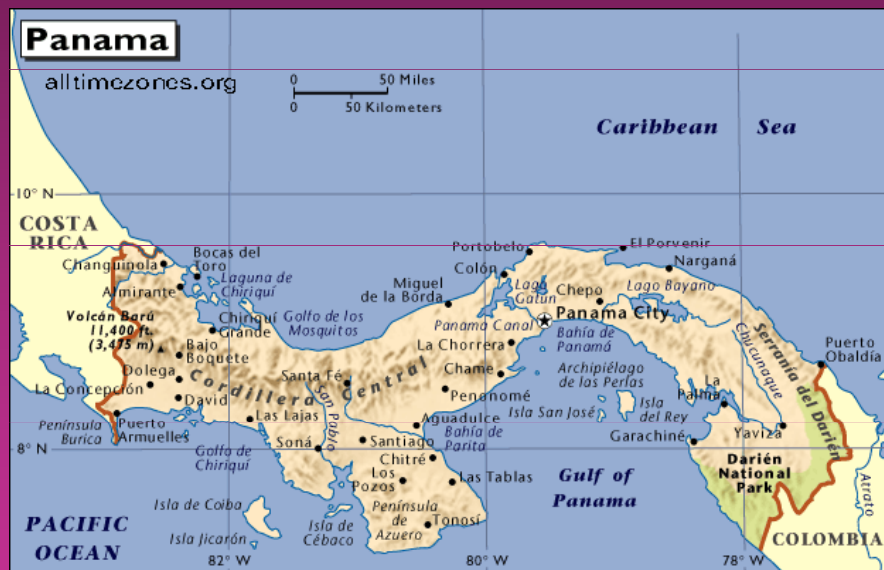 Panama
alltimezones.org
0 50 Miles
0 50 Kilometers
Caribbean Sea
10° N
COSTA
RICA
Changuinola
Bocas del
Toro
Almirante
Laguna de
Chiriquí
Volcán Barú
11,400 ft.
(3,475 m)
Chiriquí
Grande
Golfo de los
Mosquitos
Miguel
de la Borda
Portobelo
Colón
El Porvenir
Narganá
Lago
Gatun
Chepo
Lago Bayano
Panama Canal
Panama City
Bahía de
Panamá
Bajo
Boquete
Dolega
La Concepción
David
Cordillera Central
Santa Fé
San Pablo
La Chorrera
Chame
Penonomé
Archipiélago
de las Perlas
Isla San José
Isla
del Rey
La
Palma
Chucunaque
Serranía del Darién
Puerto
Obaldía
Península
Burica
Puerto
Armuelles
Las Lajas
Aguadulce
Bahía de
Parita
Garachiné
Yaviza
8° N
Golfo de
Chiriquí
Soná
Santiago
Chitré
Los
Pozos
Las Tablas
Gulf of
Panama
Darién
National
Park
Atrato
Isla de Coiba
Isla Jicarón
Isla de
Cébaco
Península
de
Azuero
Tonosí
PACIFIC
OCEAN
COLOMBIA
82° W
80° W
78° W